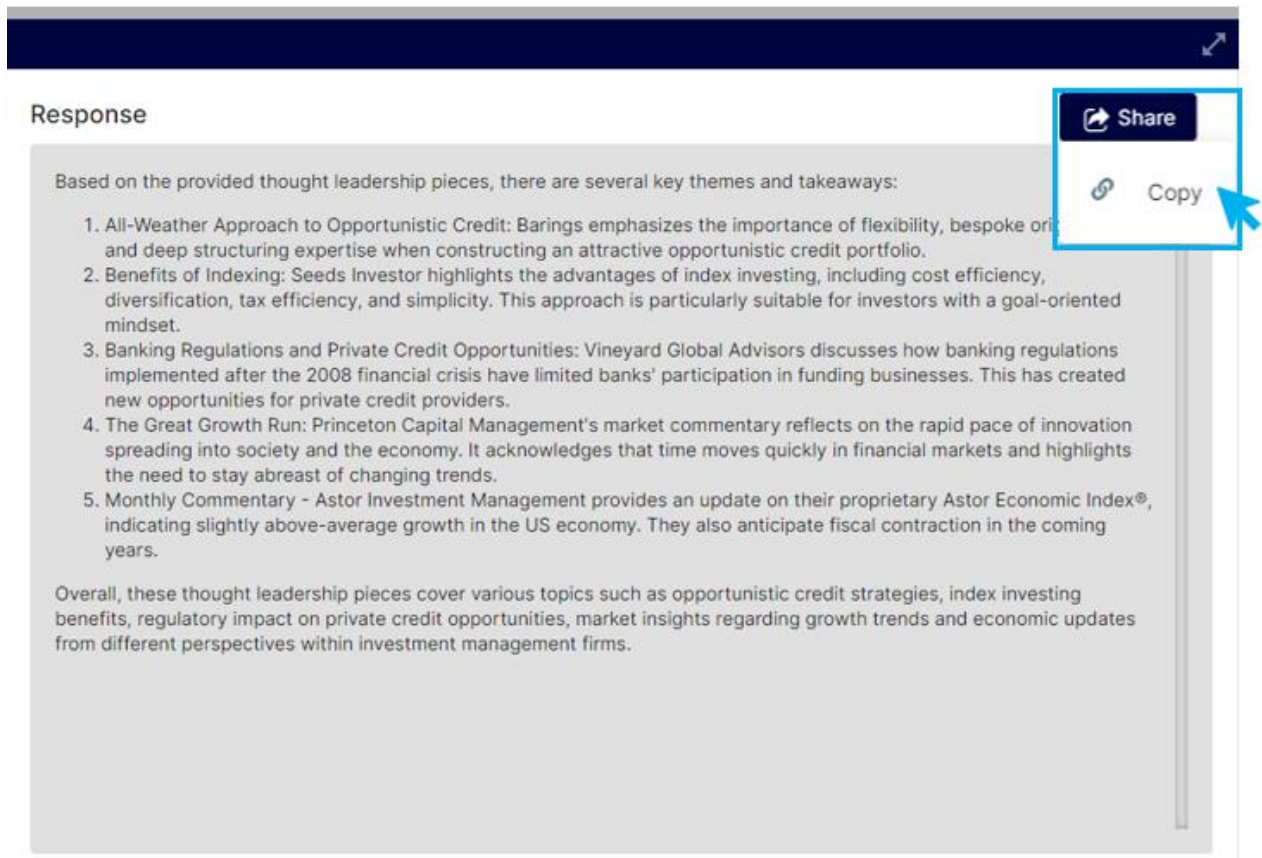 Response
Share
Copy
Based on the provided thought leadership pieces, there are several key themes and takeaways:
1. All-Weather Approach to Opportunistic Credit: Barings emphasizes the importance of flexibility, bespoke
and deep structuring expertise when constructing an attractive opportunistic credit portfolio.
2. Benefits of Indexing: Seeds Investor highlights the advantages of index investing, including cost efficiency,
diversification, tax efficiency, and simplicity. This approach is particularly suitable for investors with a goal-oriented
mindset.
3. Banking Regulations and Private Credit Opportunities: Vineyard Global Advisors discusses how banking regulations
implemented after the 2008 financial crisis have limited banks' participation in funding businesses. This has created
new opportunities for private credit providers.
4. The Great Growth Run: Princeton Capital Management's market commentary reflects on the rapid pace of innovation
spreading into society and the economy. It acknowledges that time moves quickly in financial markets and highlights
the need to stay abreast of changing trends.
5. Monthly Commentary - Astor Investment Management provides an update on their proprietary Astor Economic Index®,
indicating slightly above-average growth in the US economy. They also anticipate fiscal contraction in the coming
years.
Overall, these thought leadership pieces cover various topics such as opportunistic credit strategies, index investing
benefits, regulatory impact on private credit opportunities, market insights regarding growth trends and economic updates
from different perspectives within investment management firms.